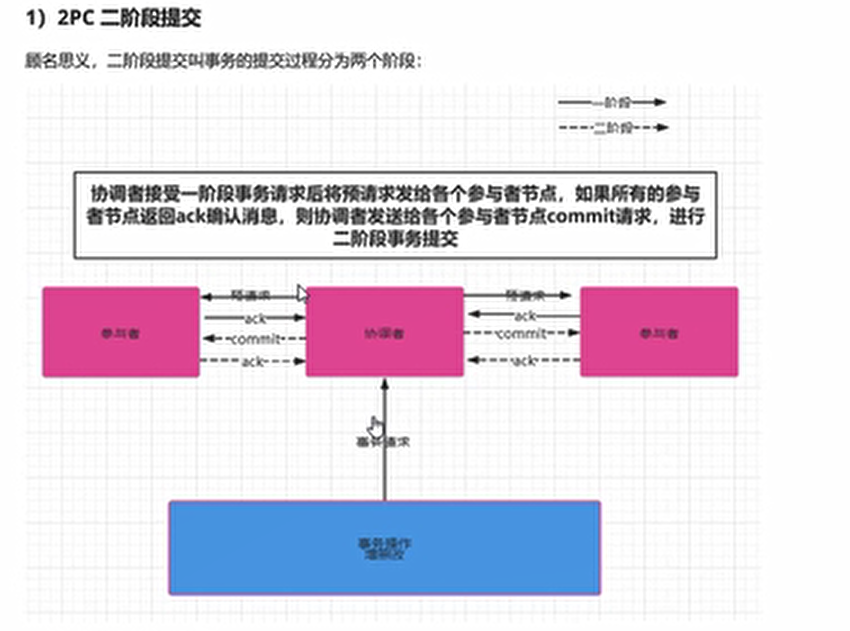 1）2PC 二阶段提交
顾名思义，二阶段提交叫事务的提交过程分为两个阶段：
一阶段
二阶段
协调者接受一阶段事务请求后将预请求发给各个参与者节点，如果所有的参与
者节点返回ack确认消息，则协调者发送给各个参与者节点commit请求，进行
二阶段事务提交
预请求
预请求
ack
ack
参与者
协调者
参与者
commit
commit
ack
ack
事务请求
事务操作
增删改